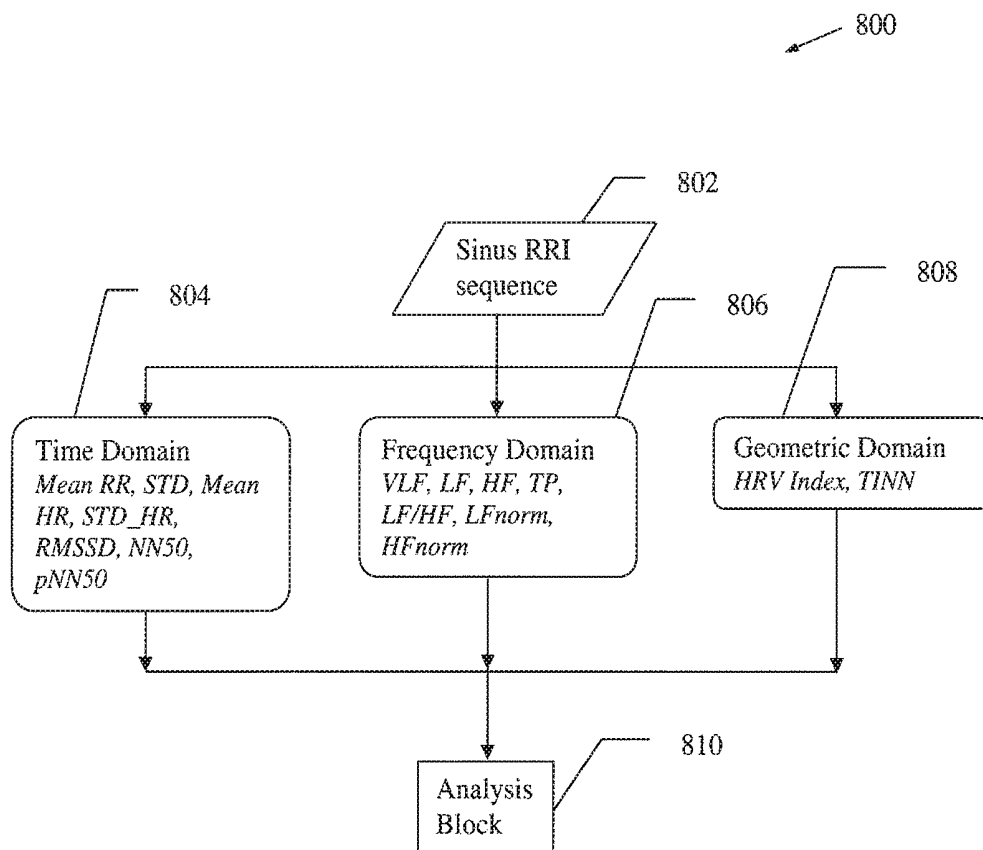 800
802
Sinus RRI
sequence
804
806
808
Time Domain
Mean RR, STD, Mean
HR, STD_HR,
RMSSD, NN50,
pNN50
Frequency Domain
VLF, LF, HF, TP,
LF/HF, LFnorm,
HFnorm
Geometric Domain
HRV Index, TINN
810
Analysis
Block